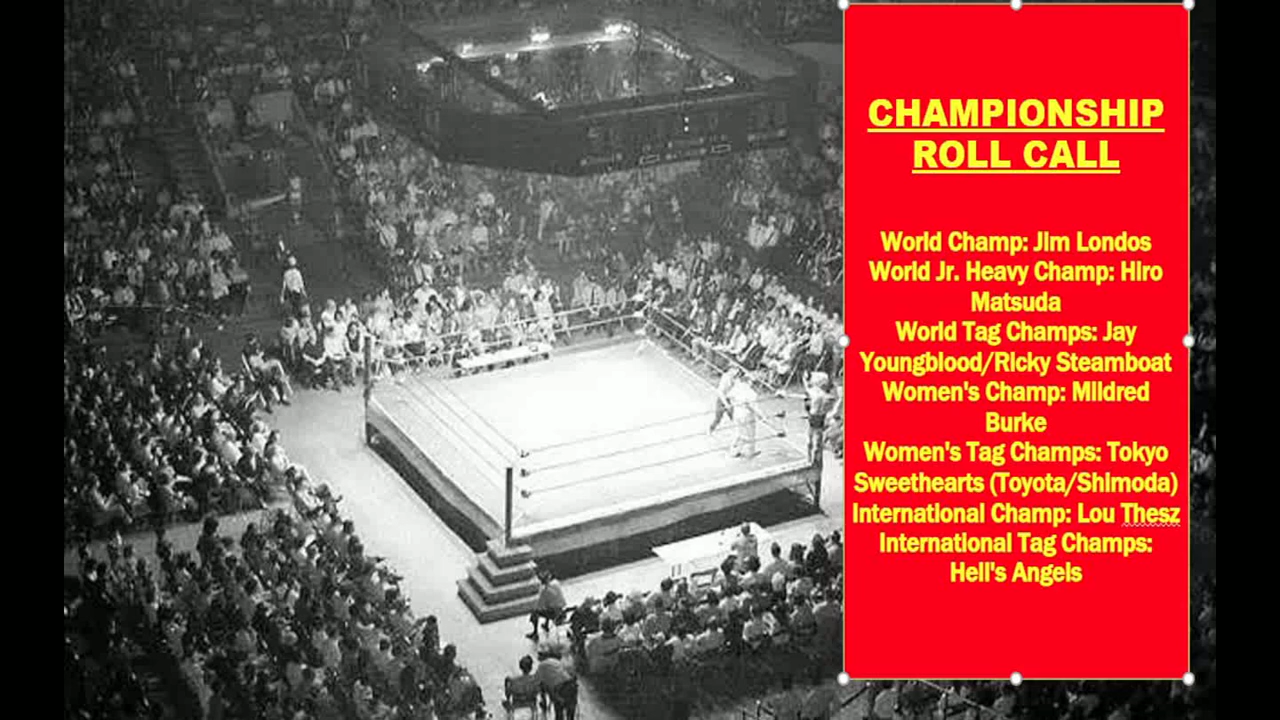 CHAMPIONSHIP
ROLL CALL
World Champ: Jim Londos
World Jr. Heavy Champ: Hiro
Matsuda
World Tag Champs: Jay
Youngblood/Ricky Steamboat
Women's Champ: Mildred
Burke
Women's Tag Champs: Tokyo
Sweethearts (Toyota/Shimoda)
International Champ: Lou Thesz
International Tag Champs:
Hell's Angels